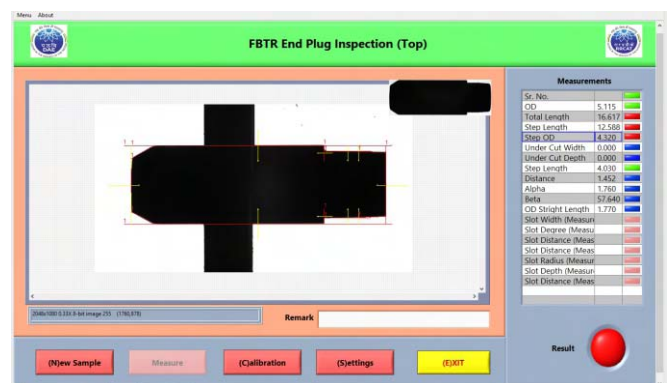 Menu About
FBTR End Plug Inspection (Top)
Measurements
Sr. No.
OD 5.115
Total Length 16.617
Step Length 12.588
Step OD 4.320
Under Cut Width 0.000
Under Cut Depth 0.000
Step Length 4.030
Distance 1.452
Alpha 1.760
Beta 57.640
OD Stright Length 1.770
Slot Width (Measur
Slot Degree (Measu
Slot Distance (Meas
Slot Distance (Meas
Slot Radius (Measur
Slot Depth (Measur
Slot Distance (Meas
Remark
(N)ew Sample
Measure
(C)alibration
(S)ettings
(E)XIT
Result